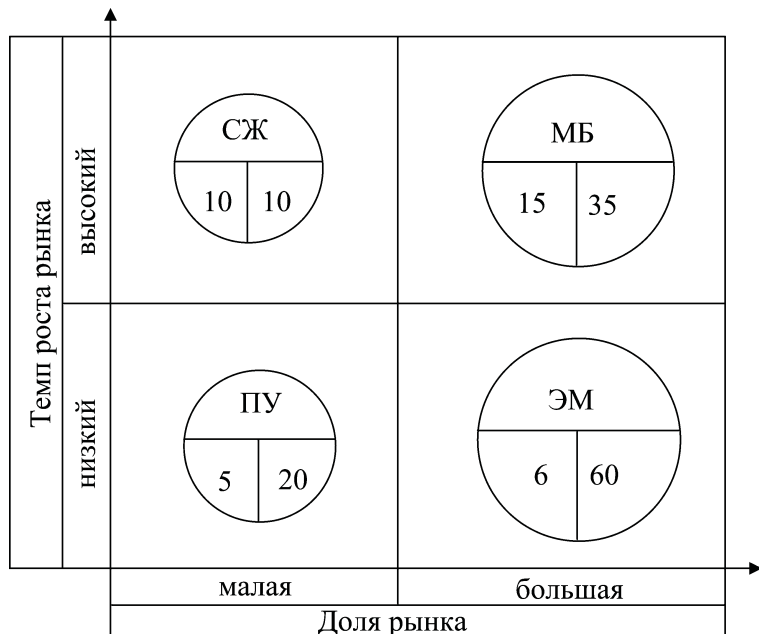 Темп роста рынка
высокий
СЖ
10 10
МБ
15 35
низкий
ПУ
5 20
ЭМ
6 60
малая
большая
Доля рынка